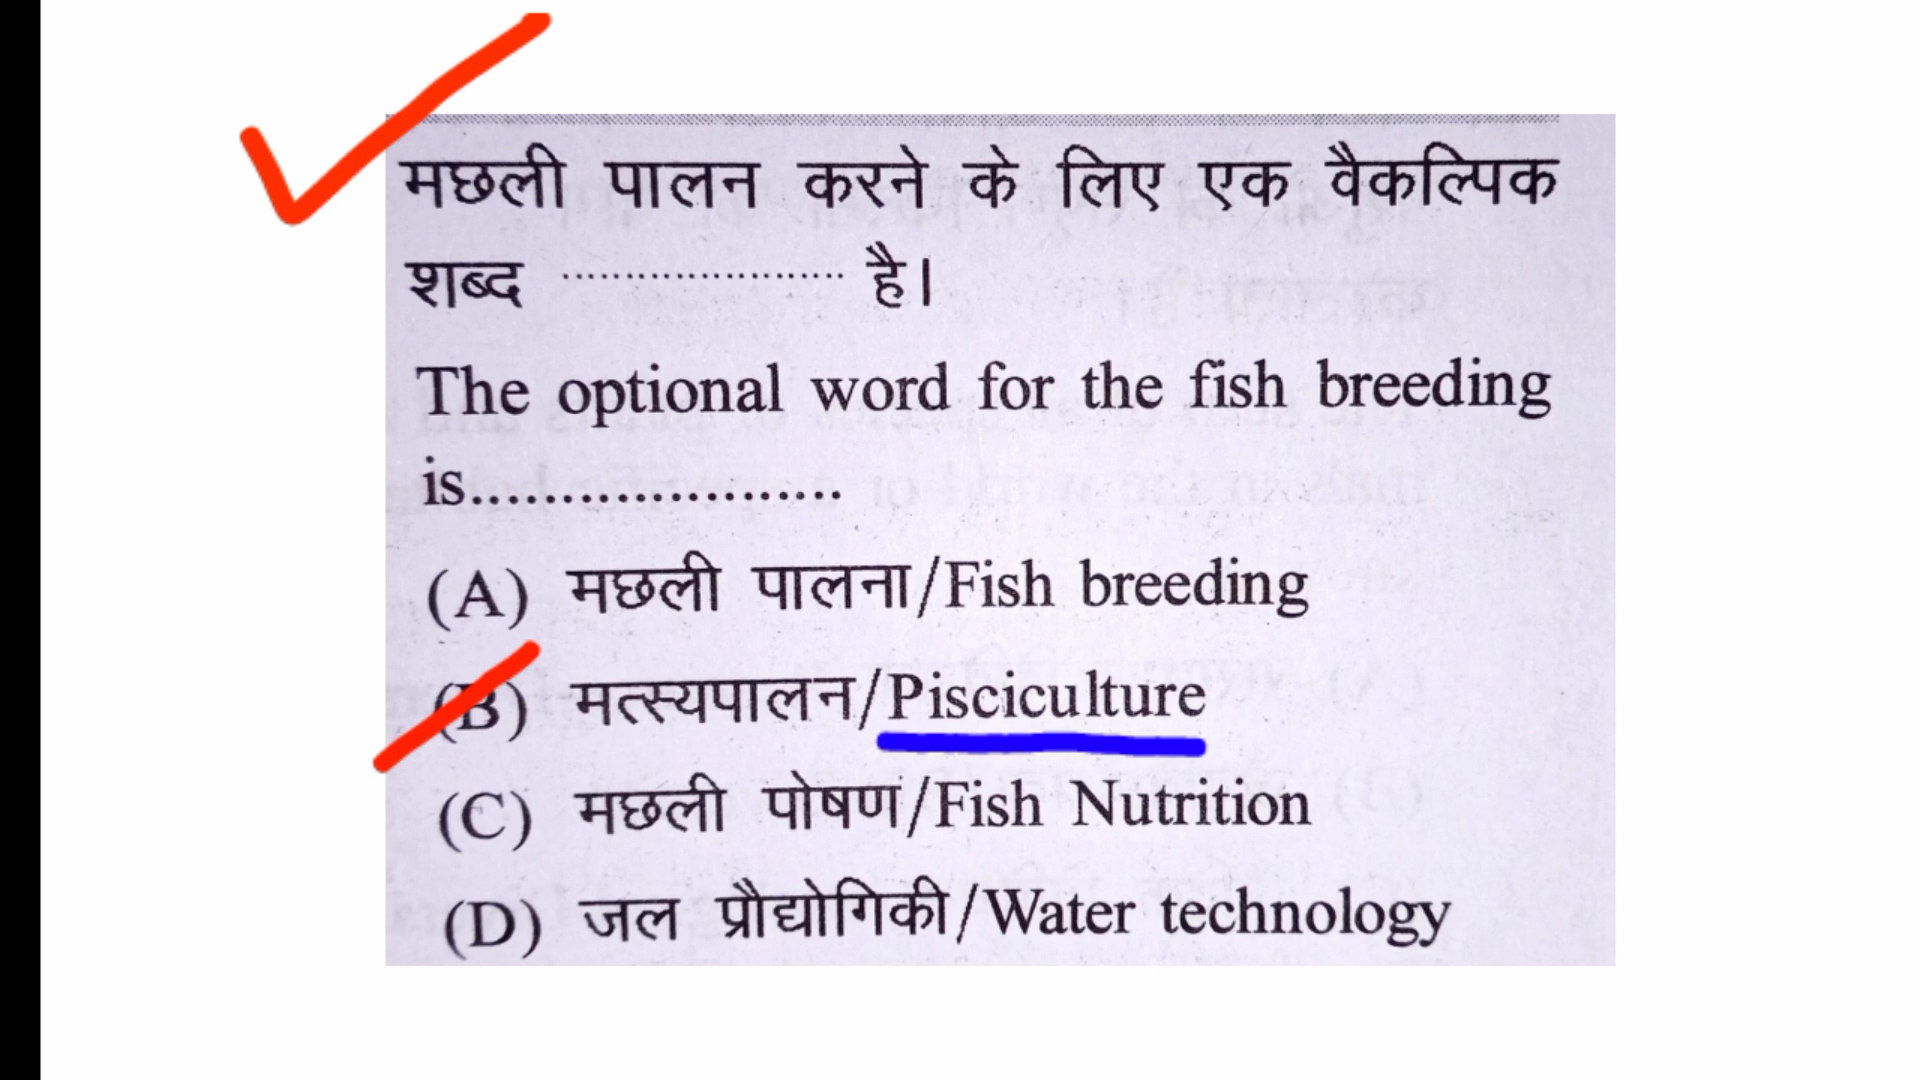 मछली पालन करने के लिए एक वैकल्पिक
शब्द ...................... है।
The optional word for the fish breeding
is.....................
(A) मछली पालना/Fish breeding
(B) मत्स्यपालन/Pisciculture
(C) मछली पोषण/Fish Nutrition
(D) जल प्रौद्योगिकी/Water technology